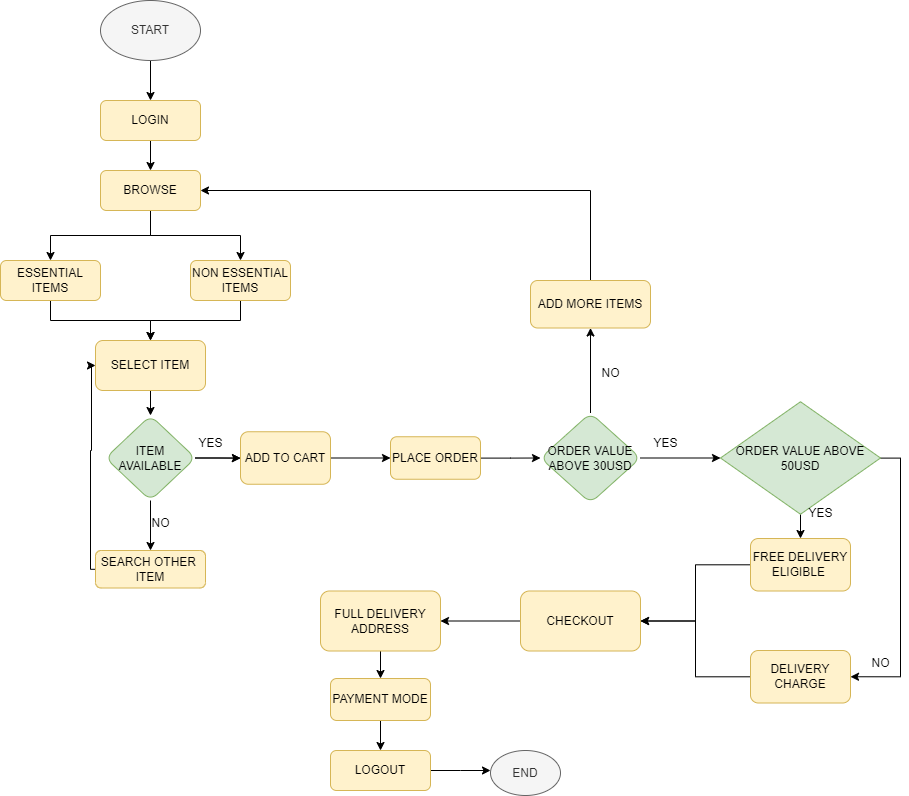 START
LOGIN
BROWSE
ESSENTIAL
ITEMS
NON ESSENTIAL
ITEMS
ADD MORE ITEMS
SELECT ITEM
NO
ITEM
AVAILABLE
YES
ADD TO CART
PLACE ORDER
ORDER VALUE
ABOVE 30USD
YES
ORDER VALUE ABOVE
50USD
NO
SEARCH OTHER
ITEM
YES
FREE DELIVERY
ELIGIBLE
NO
DELIVERY
CHARGE
CHECKOUT
FULL DELIVERY
ADDRESS
PAYMENT MODE
LOGOUT
END